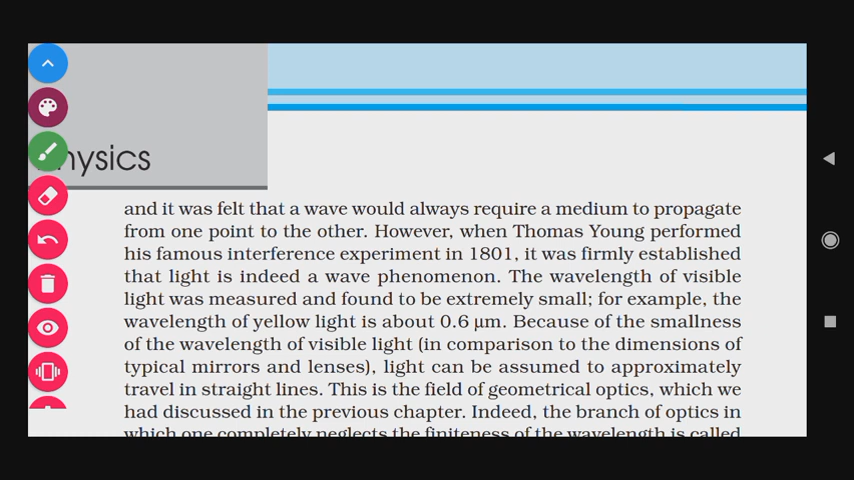 hysics
and it was felt that a wave would always require a medium to propagate
from one point to the other. However, when Thomas Young performed
his famous interference experiment in 1801, it was firmly established
that light is indeed a wave phenomenon. The wavelength of visible
light was measured and found to be extremely small; for example, the
wavelength of yellow light is about 0.6 µm. Because of the smallness
of the wavelength of visible light (in comparison to the dimensions of
typical mirrors and lenses), light can be assumed to approximately
travel in straight lines. This is the field of geometrical optics, which we
had discussed in the previous chapter. Indeed, the branch of optics in
which one completely neglects the finiteness of the wavelength is called